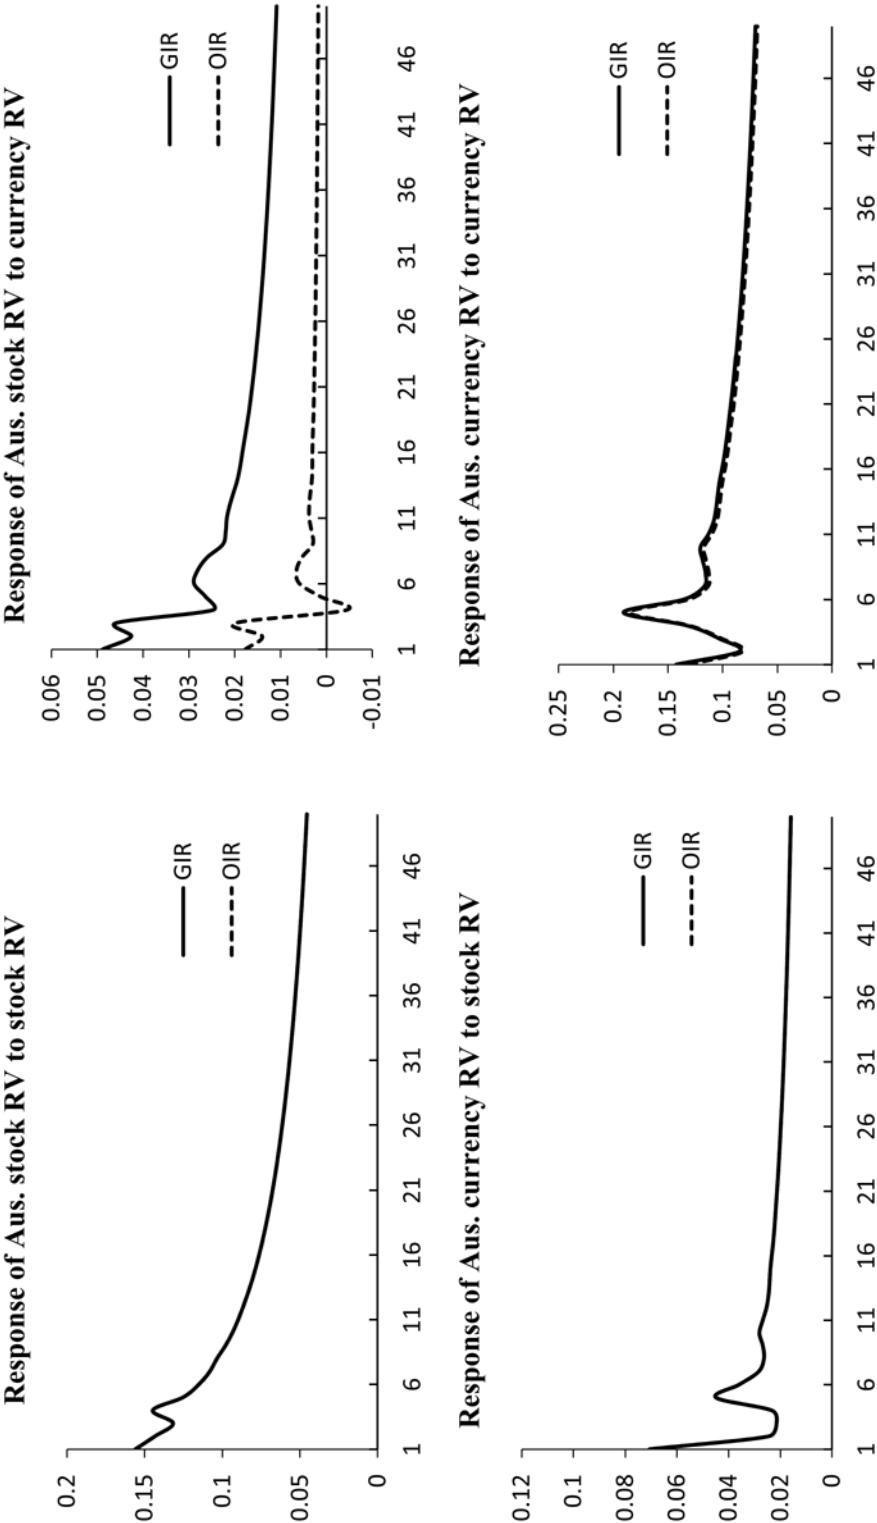 Response of Aus. stock RV to stock RV
0.2
0.15
0.1
0.05
0
1 6 11 16 21 26 31 36 41 46
GIR
OIR
Response of Aus. stock RV to currency RV
0.06
0.05
0.04
0.03
0.02
0.01
0
-0.01
1 6 11 16 21 26 31 36 41 46
GIR
OIR
Response of Aus. currency RV to stock RV
0.12
0.1
0.08
0.06
0.04
0.02
0
1 6 11 16 21 26 31 36 41 46
GIR
OIR
Response of Aus. currency RV to currency RV
0.25
0.2
0.15
0.1
0.05
0
1 6 11 16 21 26 31 36 41 46
GIR
OIR